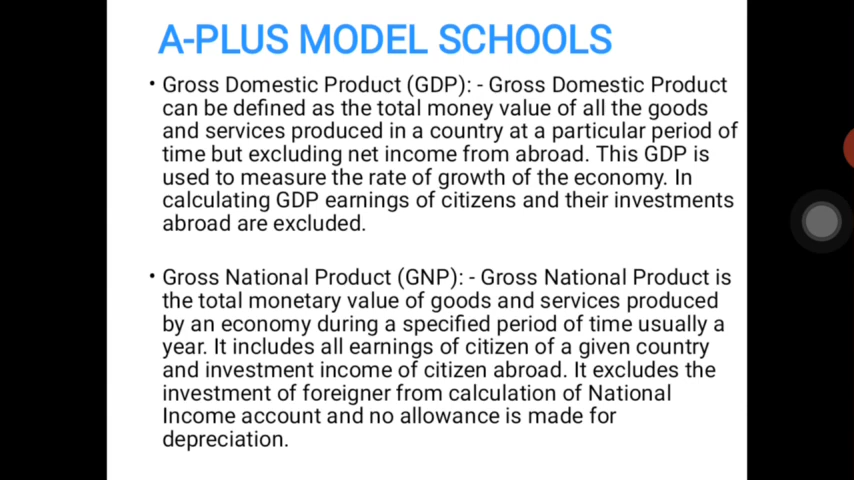 A-PLUS MODEL SCHOOLS
• Gross Domestic Product (GDP): - Gross Domestic Product
can be defined as the total money value of all the goods
and services produced in a country at a particular period of
time but excluding net income from abroad. This GDP is
used to measure the rate of growth of the economy. In
calculating GDP earnings of citizens and their investments
abroad are excluded.
• Gross National Product (GNP): - Gross National Product is
the total monetary value of goods and services produced
by an economy during a specified period of time usually a
year. It includes all earnings of citizen of a given country
and investment income of citizen abroad. It excludes the
investment of foreigner from calculation of National
Income account and no allowance is made for
depreciation.